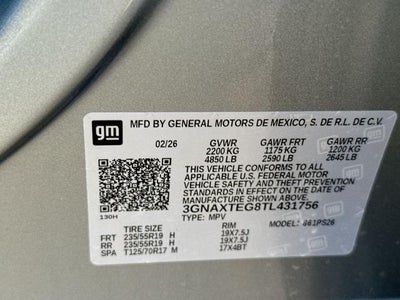 gm
MFD BY GENERAL MOTORS DE MEXICO, S. DE R.L. DE C.V.
02/26 GVWR GAWR FRT GAWR RR
2200 KG 1175 KG 1200 KG
4850 LB 2590 LB 2645 LB
THIS VEHICLE CONFORMS TO ALL
APPLICABLE U.S. FEDERAL MOTOR
VEHICLE SAFETY AND THEFT PREVENTION
STANDARDS IN EFFECT ON THE DATE OF
MANUFACTURE SHOWN ABOVE.
3GNAXTEG8TL431756
130H TYPE: MPV MODEL: 861PS26
TIRE SIZE RIM
FRT 235/55R19 H 19X7.5J
RR 235/55R19 H 19X7.5J
SPA T125/70R17 M 17X4BT